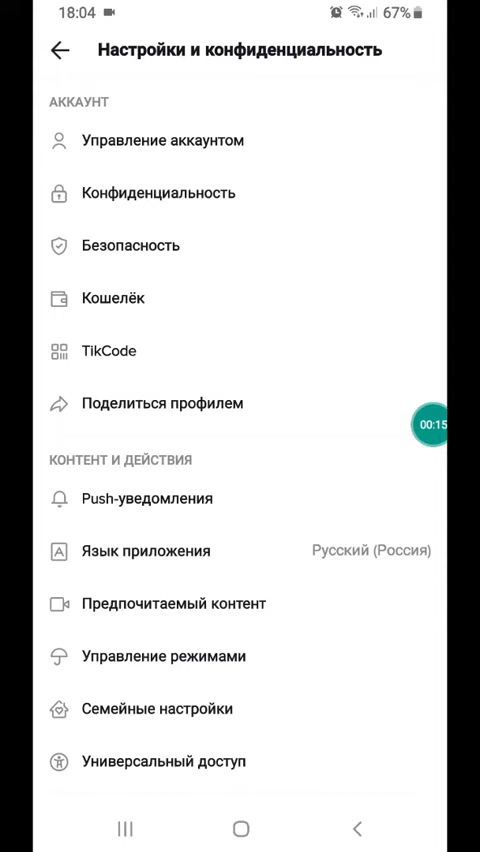 18:04
67%
Настройки и конфиденциальность
АККАУНТ
Управление аккаунтом
Конфиденциальность
Безопасность
Кошелёк
TikCode
Поделиться профилем
00:15
КОНТЕНТ И ДЕЙСТВИЯ
Push-уведомления
Язык приложения Русский (Россия)
Предпочитаемый контент
Управление режимами
Семейные настройки
Универсальный доступ